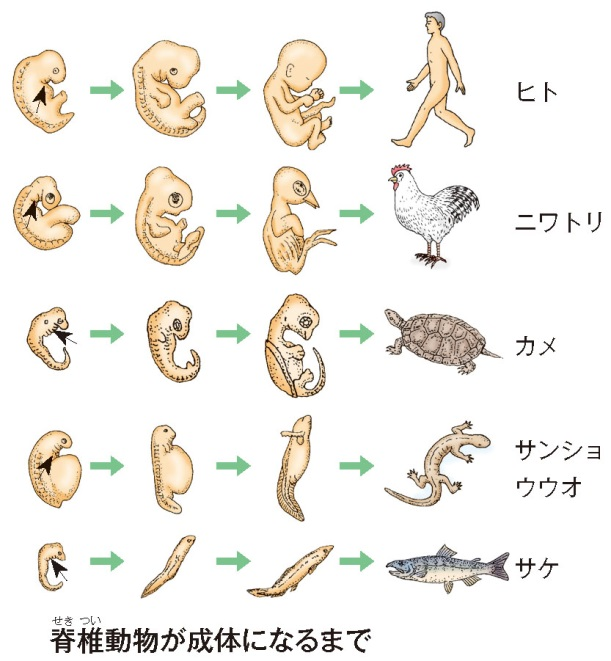 ヒト
ニワトリ
カメ
サンショ
ウウオ
サケ
せき つい
脊椎動物が成体になるまで